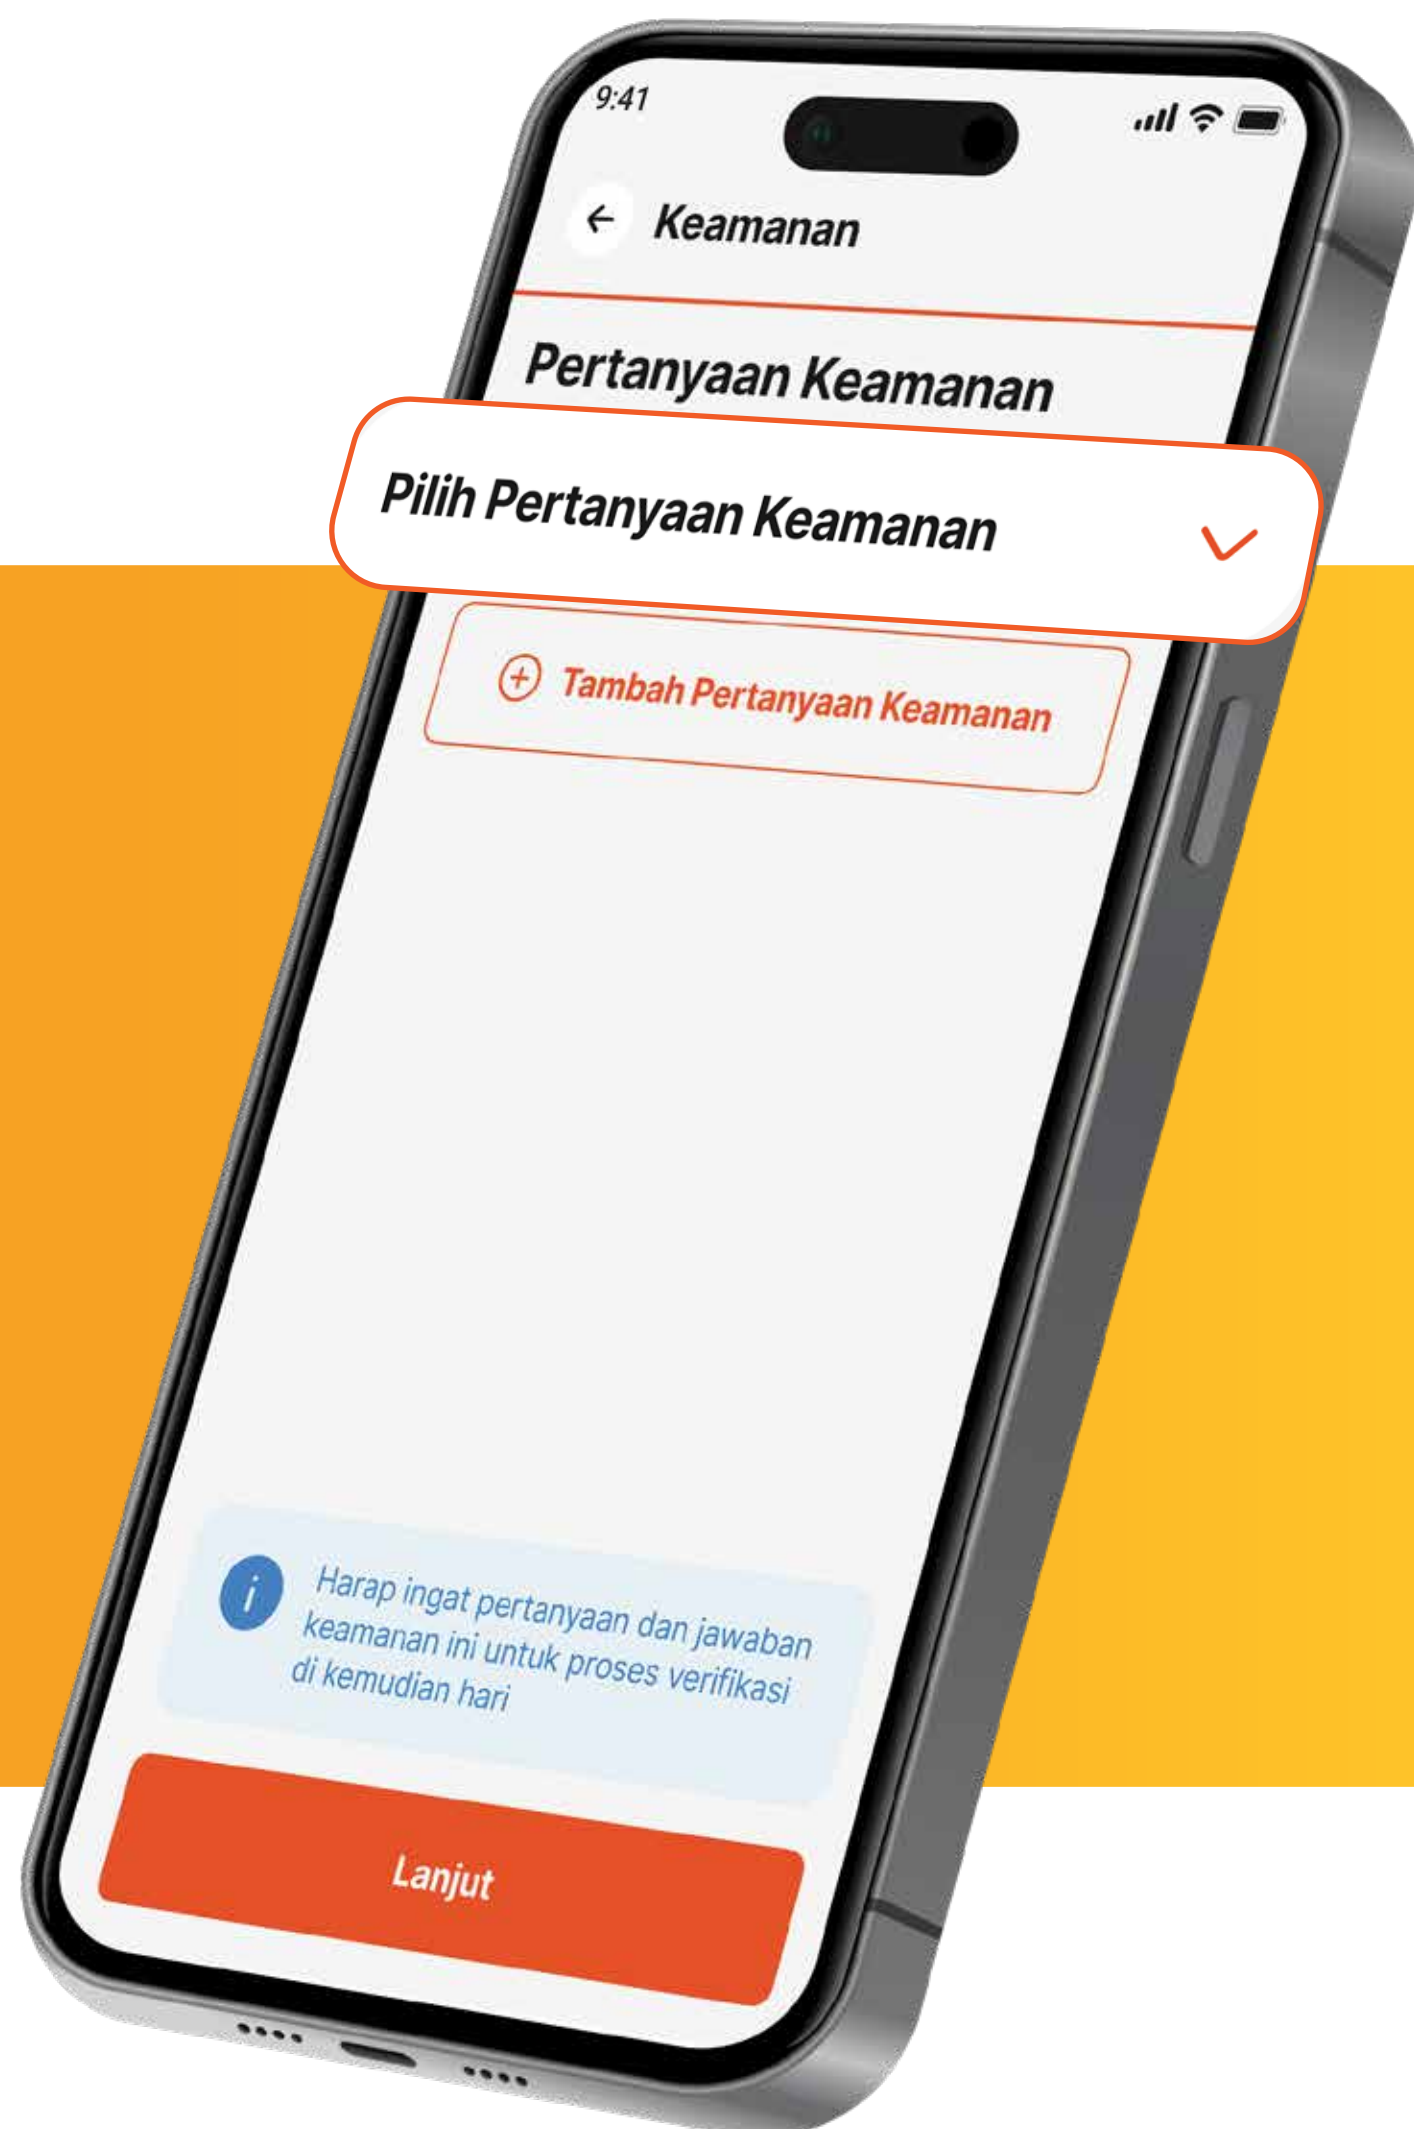 9:41
Keamanan
Pertanyaan Keamanan
Pilih Pertanyaan Keamanan
Tambah Pertanyaan Keamanan
Harap ingat pertanyaan dan jawaban
keamanan ini untuk proses verifikasi
di kemudian hari
Lanjut